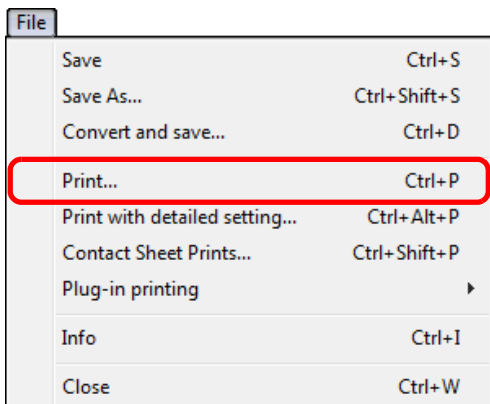 File
Save Ctrl+S
Save As... Ctrl+Shift+S
Convert and save... Ctrl+D
Print... Ctrl+P
Print with detailed setting... Ctrl+Alt+P
Contact Sheet Prints... Ctrl+Shift+P
Plug-in printing
Info Ctrl+I
Close Ctrl+W